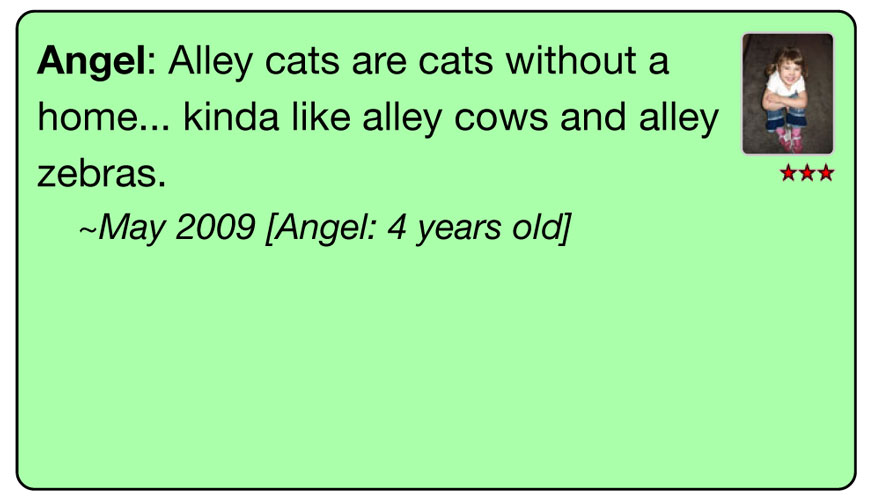 Angel: Alley cats are cats without a
home... kinda like alley cows and alley
zebras.
~May 2009 [Angel: 4 years old]